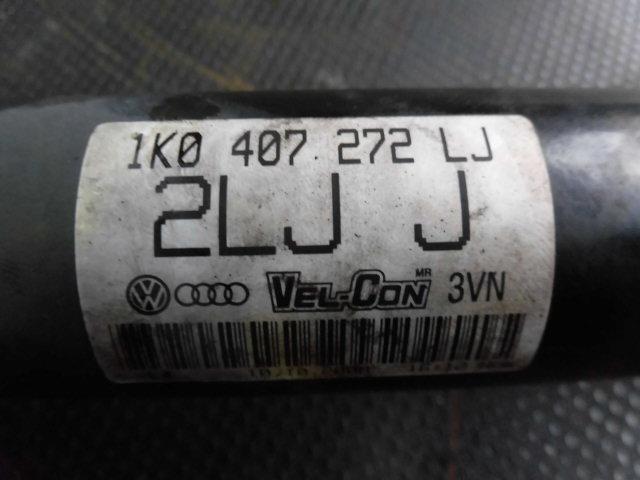 1K0 407 272 LJ
2LJ J
VEL-CON MR 3VN